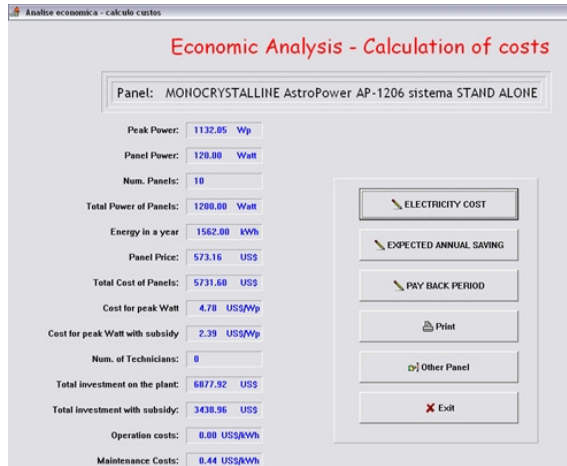 Analise economica - calculo custos
Economic Analysis - Calculation of costs
Panel: MONOCRYSTALLINE AstroPower AP-1206 sistema STAND ALONE
Peak Power: 1132.05 Wp
Panel Power: 120.00 Watt
Num. Panels: 10
Total Power of Panels: 1200.00 Watt
Energy in a year 1562.00 kWh
Panel Price: 573.16 US$
Total Cost of Panels: 5731.60 US$
Cost for peak Watt 4.78 US$/Wp
Cost for peak Watt with subsidy 2.39 US$/Wp
Num. of Technicians: 0
Total investment on the plant: 6877.92 US$
Total investment with subsidy: 3438.96 US$
Operation costs: 0.00 US$/kWh
Maintenance Costs: 0.44 US$/kWh
ELECTRICITY COST
EXPECTED ANNUAL SAVING
PAY BACK PERIOD
Print
Other Panel
Exit